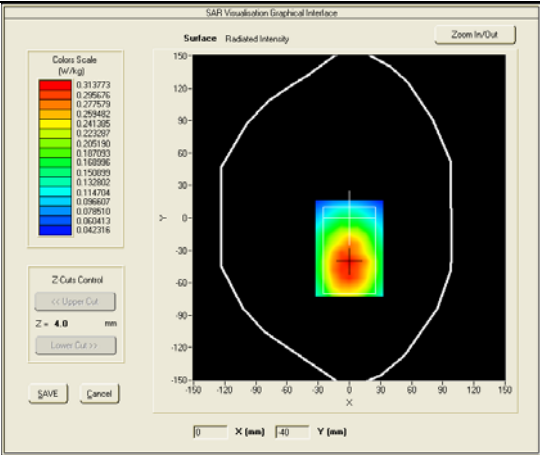 SAR Visualisation Graphical Interface
Surface Radiated Intensity
Zoom In/Out
Colors Scale
(W/kg)
0.313773
0.295676
0.277579
0.259482
0.241385
0.223287
0.205190
0.187093
0.168996
0.150899
0.132802
0.114704
0.096607
0.078510
0.060413
0.042316
Z-Cuts Control
<< Upper Cut
Z = 4.0 mm
Lower Cut >>
SAVE Cancel
150
120
90
60
30
0
-30
-60
-90
-120
-150
Y
-150 -120 -90 -60 -30 0 30 60 90 120 150
X
0 X (mm) -40 Y (mm)